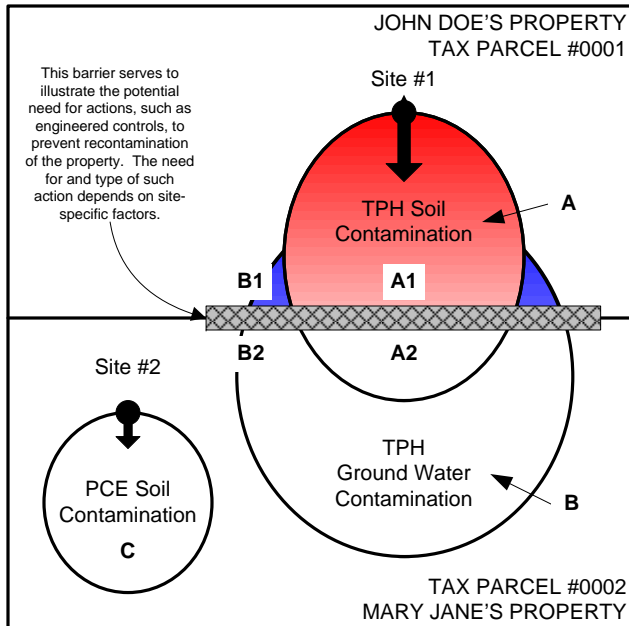 JOHN DOE'S PROPERTY
TAX PARCEL #0001
This barrier serves to
illustrate the potential
need for actions, such as
engineered controls, to
prevent recontamination
of the property.  The need
for and type of such
action depends on site-
specific factors.
Site #1
TPH Soil
Contamination
A
B1
A1
B2
A2
Site #2
PCE Soil
Contamination
C
TPH
Ground Water
Contamination
B
TAX PARCEL #0002
MARY JANE'S PROPERTY